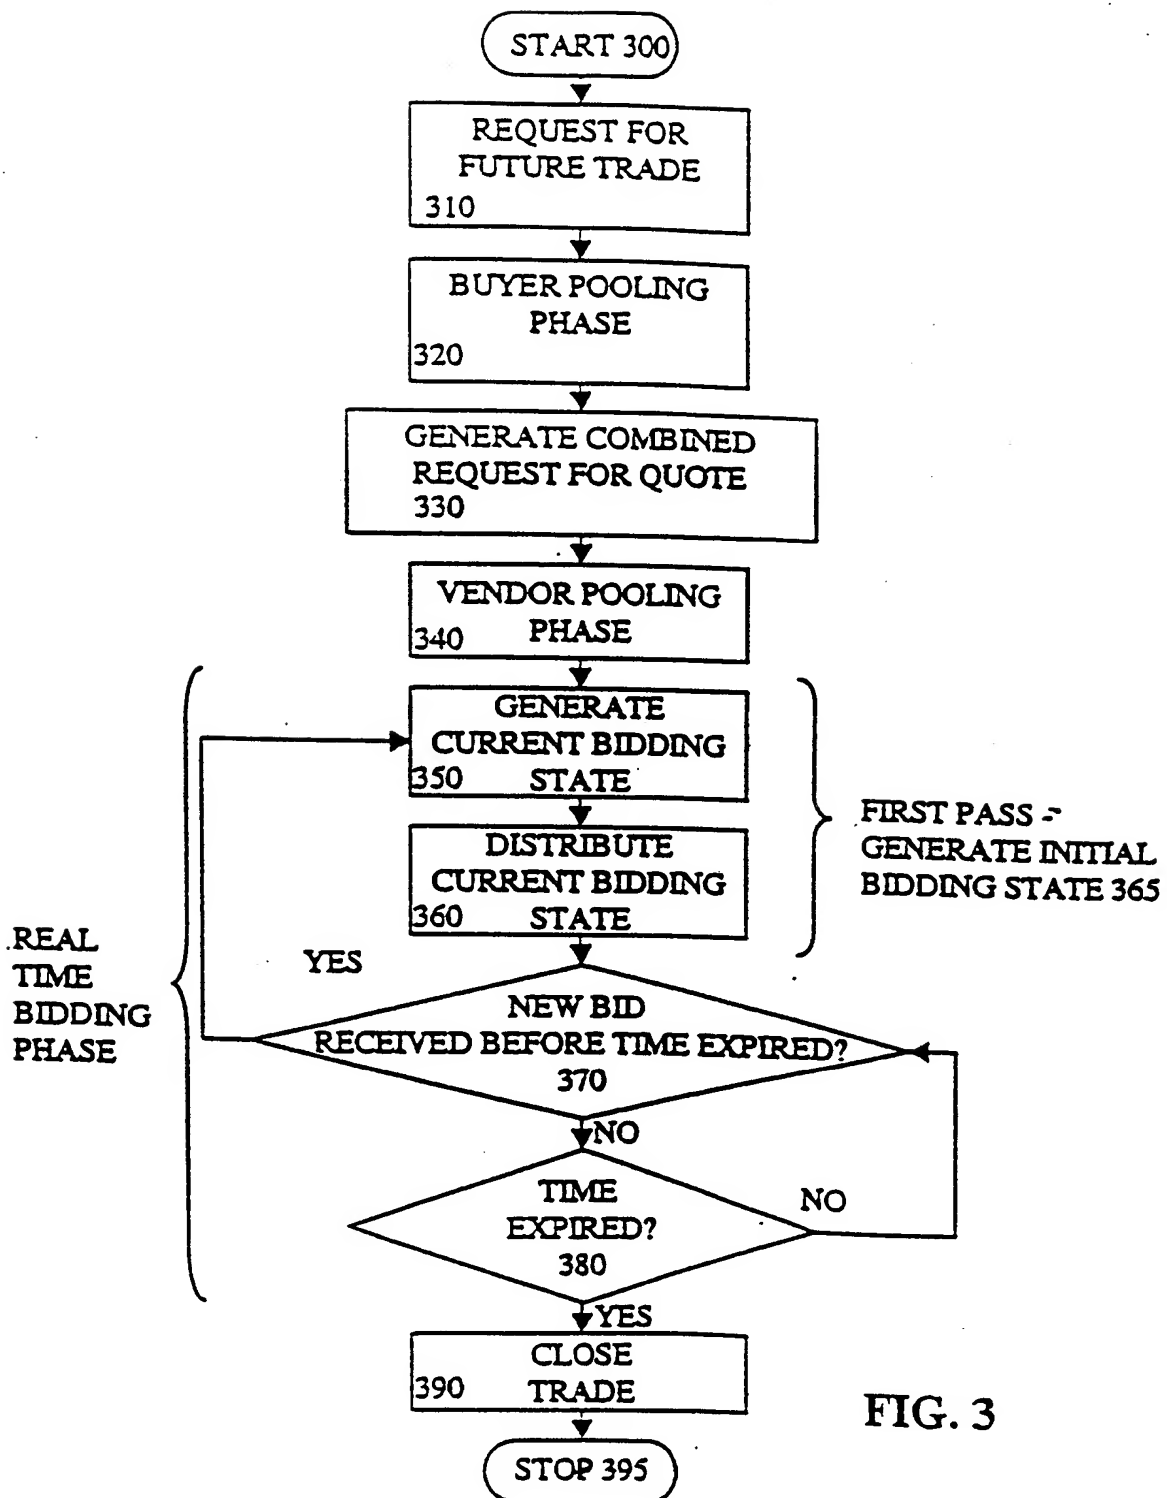 START 300
REQUEST FOR
FUTURE TRADE
310
BUYER POOLING
PHASE
320
GENERATE COMBINED
REQUEST FOR QUOTE
330
VENDOR POOLING
PHASE
340
GENERATE
CURRENT BIDDING
STATE
350
DISTRIBUTE
CURRENT BIDDING
STATE
360
FIRST PASS -
GENERATE INITIAL
BIDDING STATE 365
REAL
TIME
BIDDING
PHASE
YES
NEW BID
RECEIVED BEFORE TIME EXPIRED?
370
NO
TIME
EXPIRED?
380
NO
YES
CLOSE
TRADE
390
FIG. 3
STOP 395